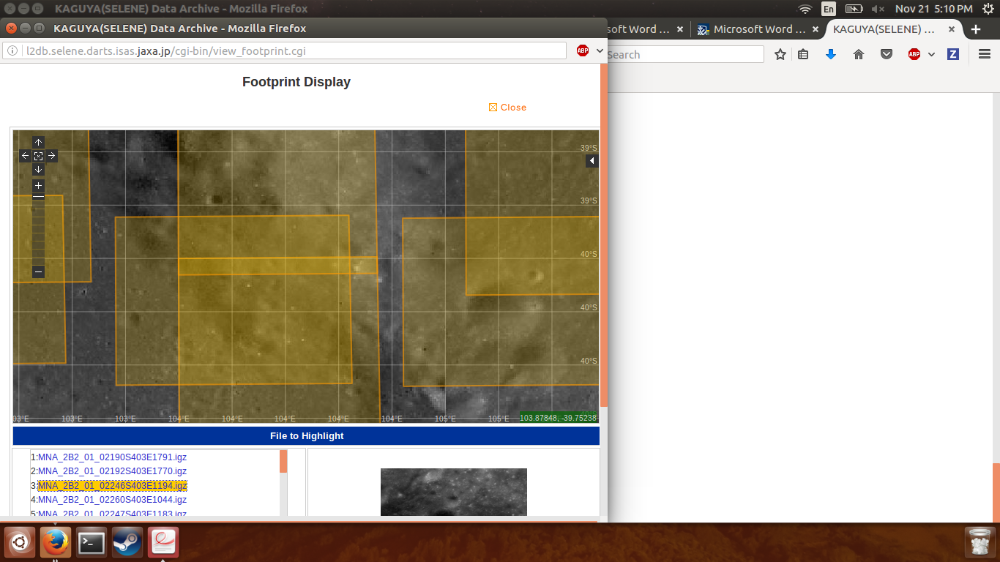 KAGUYA(SELENE) Data Archive - Mozilla Firefox
En
Nov 21 5:10 PM
KAGUYA(SELENE) Data Archive - Mozilla Firefox
soft Word ...
Microsoft Word ...
KAGUYA(SELENE) ...
l2db.selene.darts.isas.jaxa.jp/cgi-bin/view_footprint.cgi
ABP
Search
ABP
Z
Footprint Display
Close
39°S
39°S
40°S
40°S
40°S
03°E 103°E 103°E 104°E 104°E 104°E 104°E 104°E 105°E 105°E
103.87848, -39.75238
File to Highlight
1:MNA_2B2_01_02190S403E1791.igz
2:MNA_2B2_01_02192S403E1770.igz
3:MNA_2B2_01_02246S403E1194.igz
4:MNA_2B2_01_02260S403E1044.igz
5:MNA_2B2_01_02247S403E1183.igz